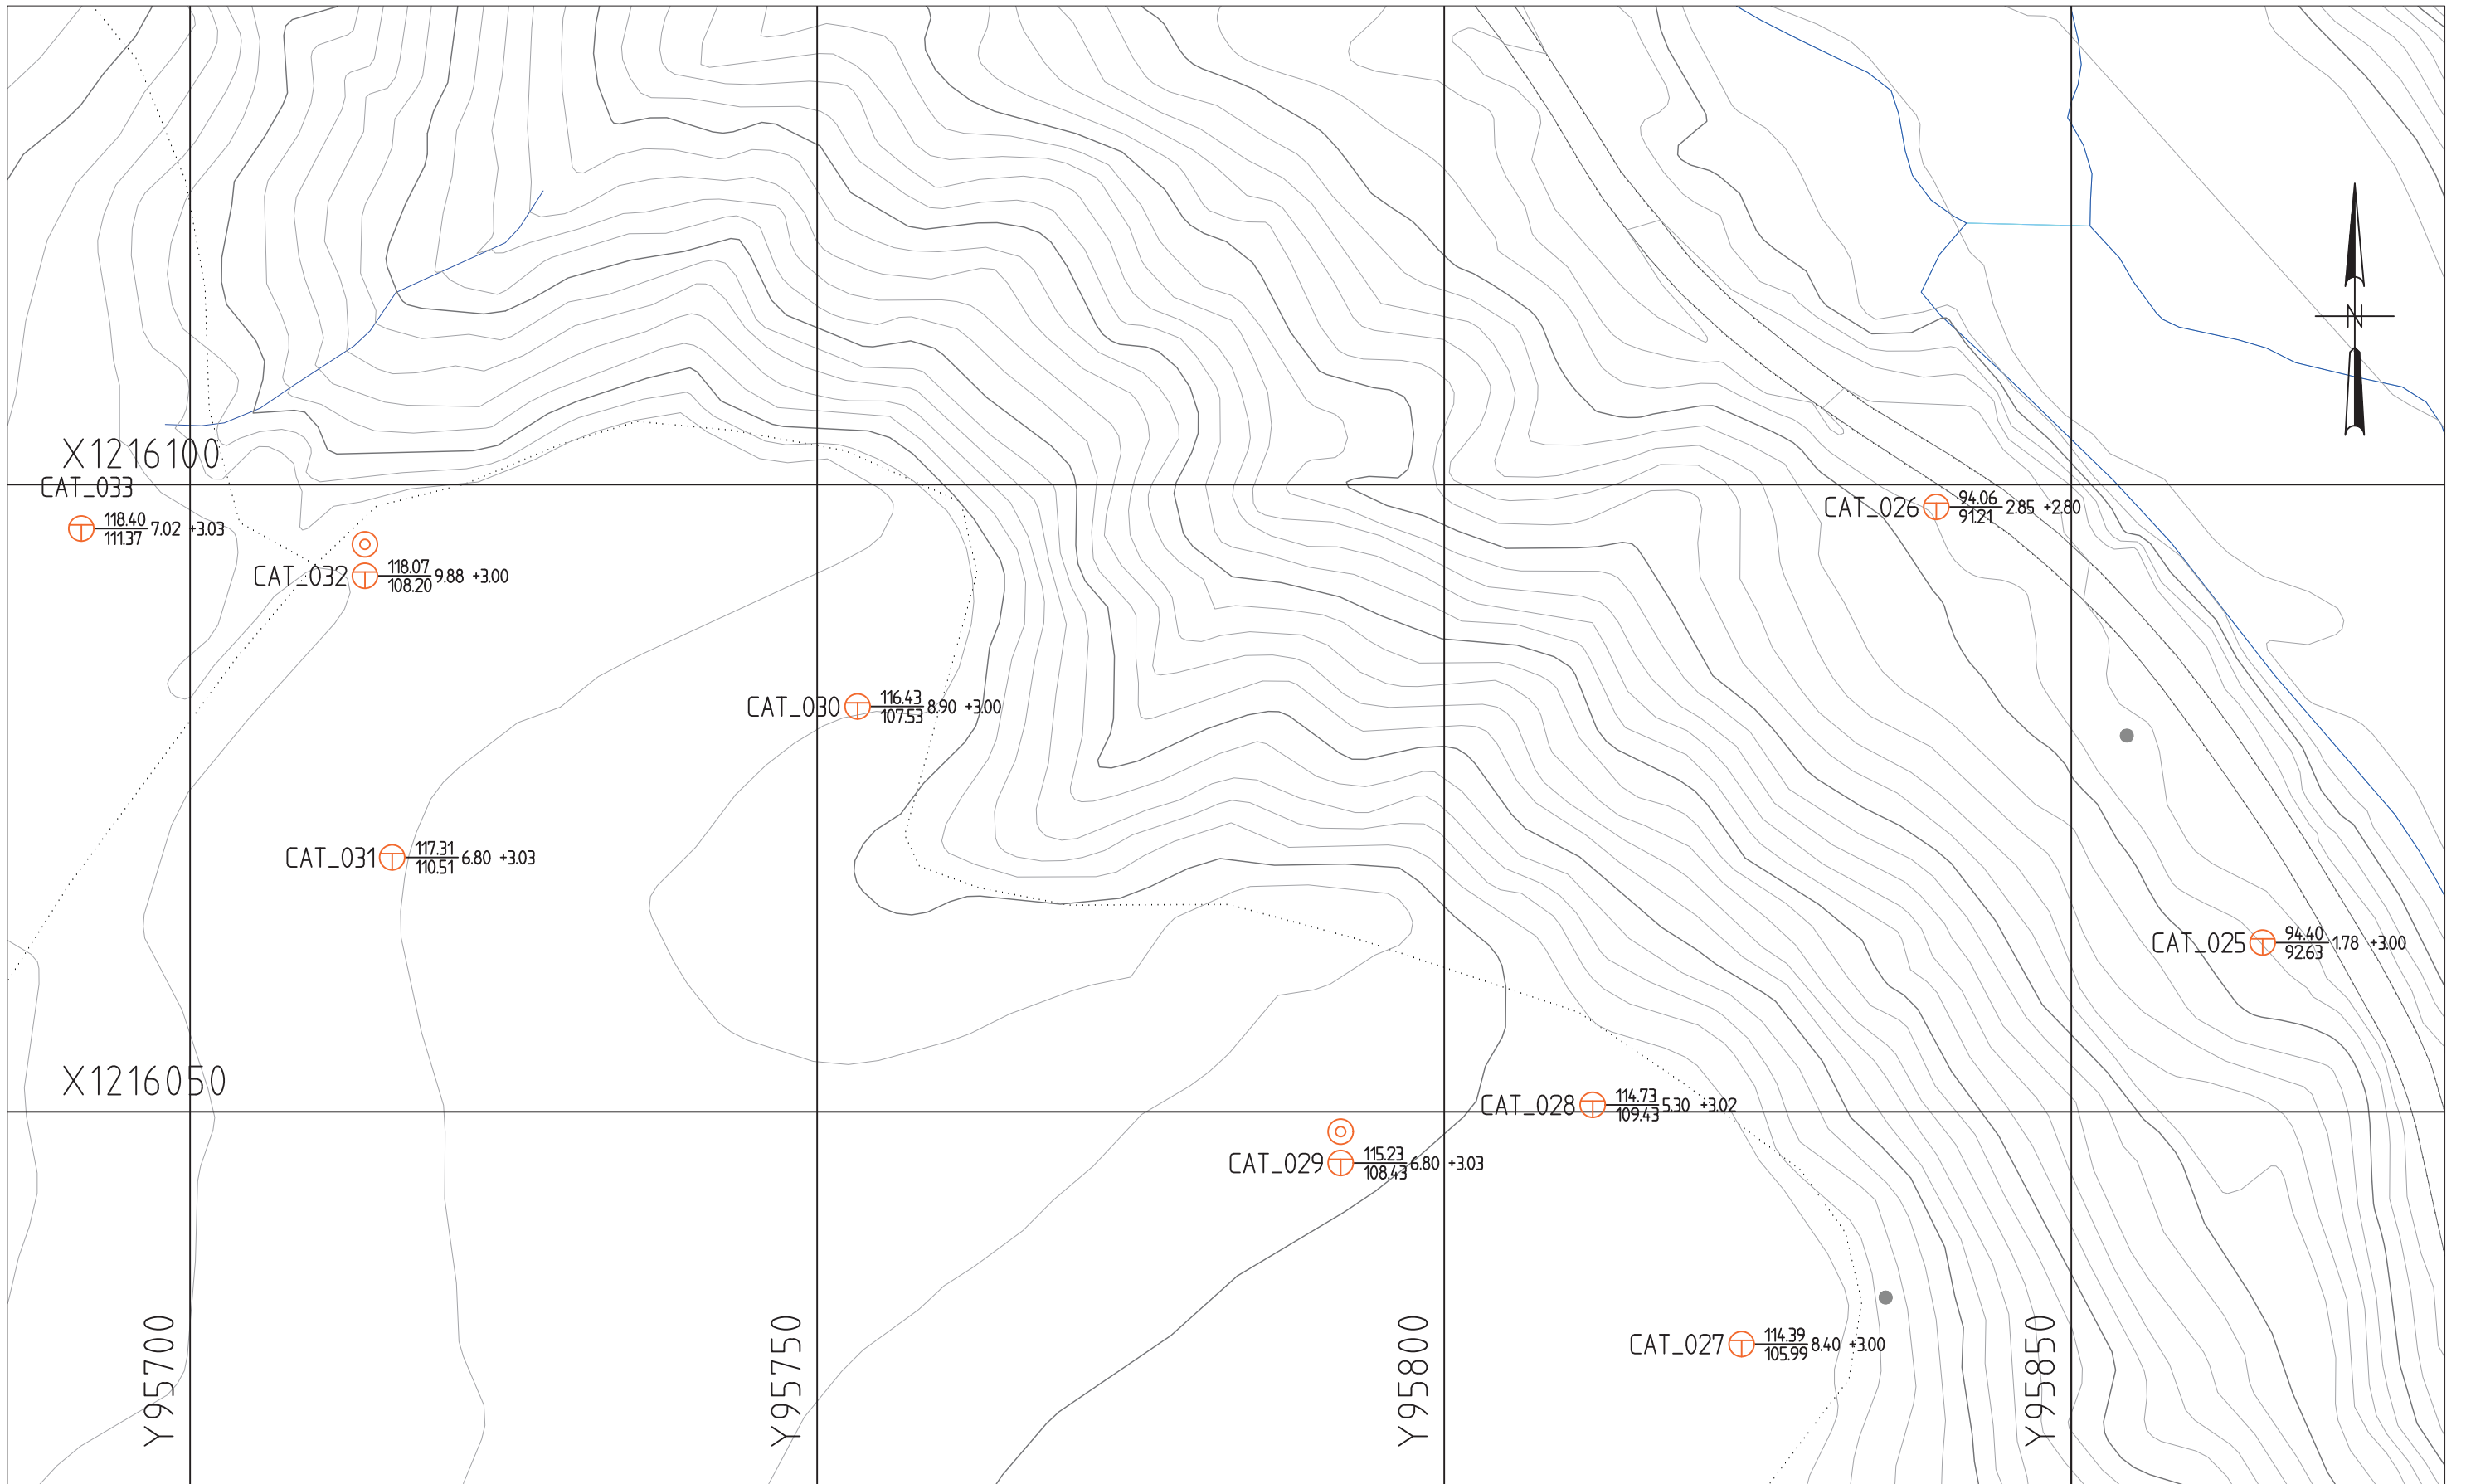 N
X1216100
CAT_033
118.40
111.37
7.02 +3.03
CAT_026
94.06
91.21
2.85 +2.80
CAT_032
118.07
108.20
9.88 +3.00
CAT_030
116.43
107.53
8.90 +3.00
CAT_031
117.31
110.51
6.80 +3.03
CAT_025
94.40
92.63
1.78 +3.00
X1216050
CAT_028
114.73
109.43
5.30 +3.02
CAT_029
115.23
108.43
6.80 +3.03
CAT_027
114.39
105.99
8.40 +3.00
Y95700
Y95750
Y95800
Y95850